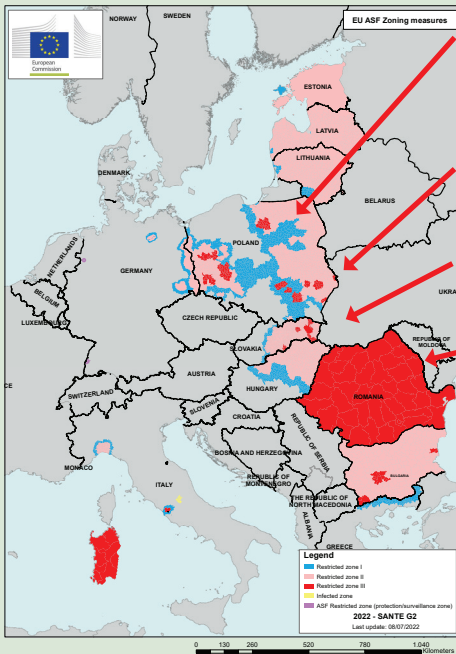 NORWAY
SWEDEN
EU ASF Zoning measures
European
Commission
ESTONIA
LATVIA
LITHUANIA
DENMARK
BELARUS
NETHERLANDS
POLAND
GERMANY
BELGIUM
UKRA
LUXEMBOURG
CZECH REPUBLIC
SLOVAKIA
REPUBLIC OF
MOLDOVA
CE
AUSTRIA
HUNGARY
SWITZERLAND
ROMANIA
SLOVENIA
CROATIA
REPUBLIC OF SERBIA
BOSNIA AND HERZEGOVINA
MONACO
ITALY
REPUBLIC OF
MONTENEGRO
BULGARIA
THE REPUBLIC OF
NORTH MACEDONIA
ALBANIA
GREECE
Legend
Restricted zone I
Restricted zone II
Restricted zone III
Infected zone
ASF Restricted zone (protection/surveillance zone)
2022 - SANTE G2
Last update: 08/07/2022
0 130 260 520 780 1.040
Kilometers